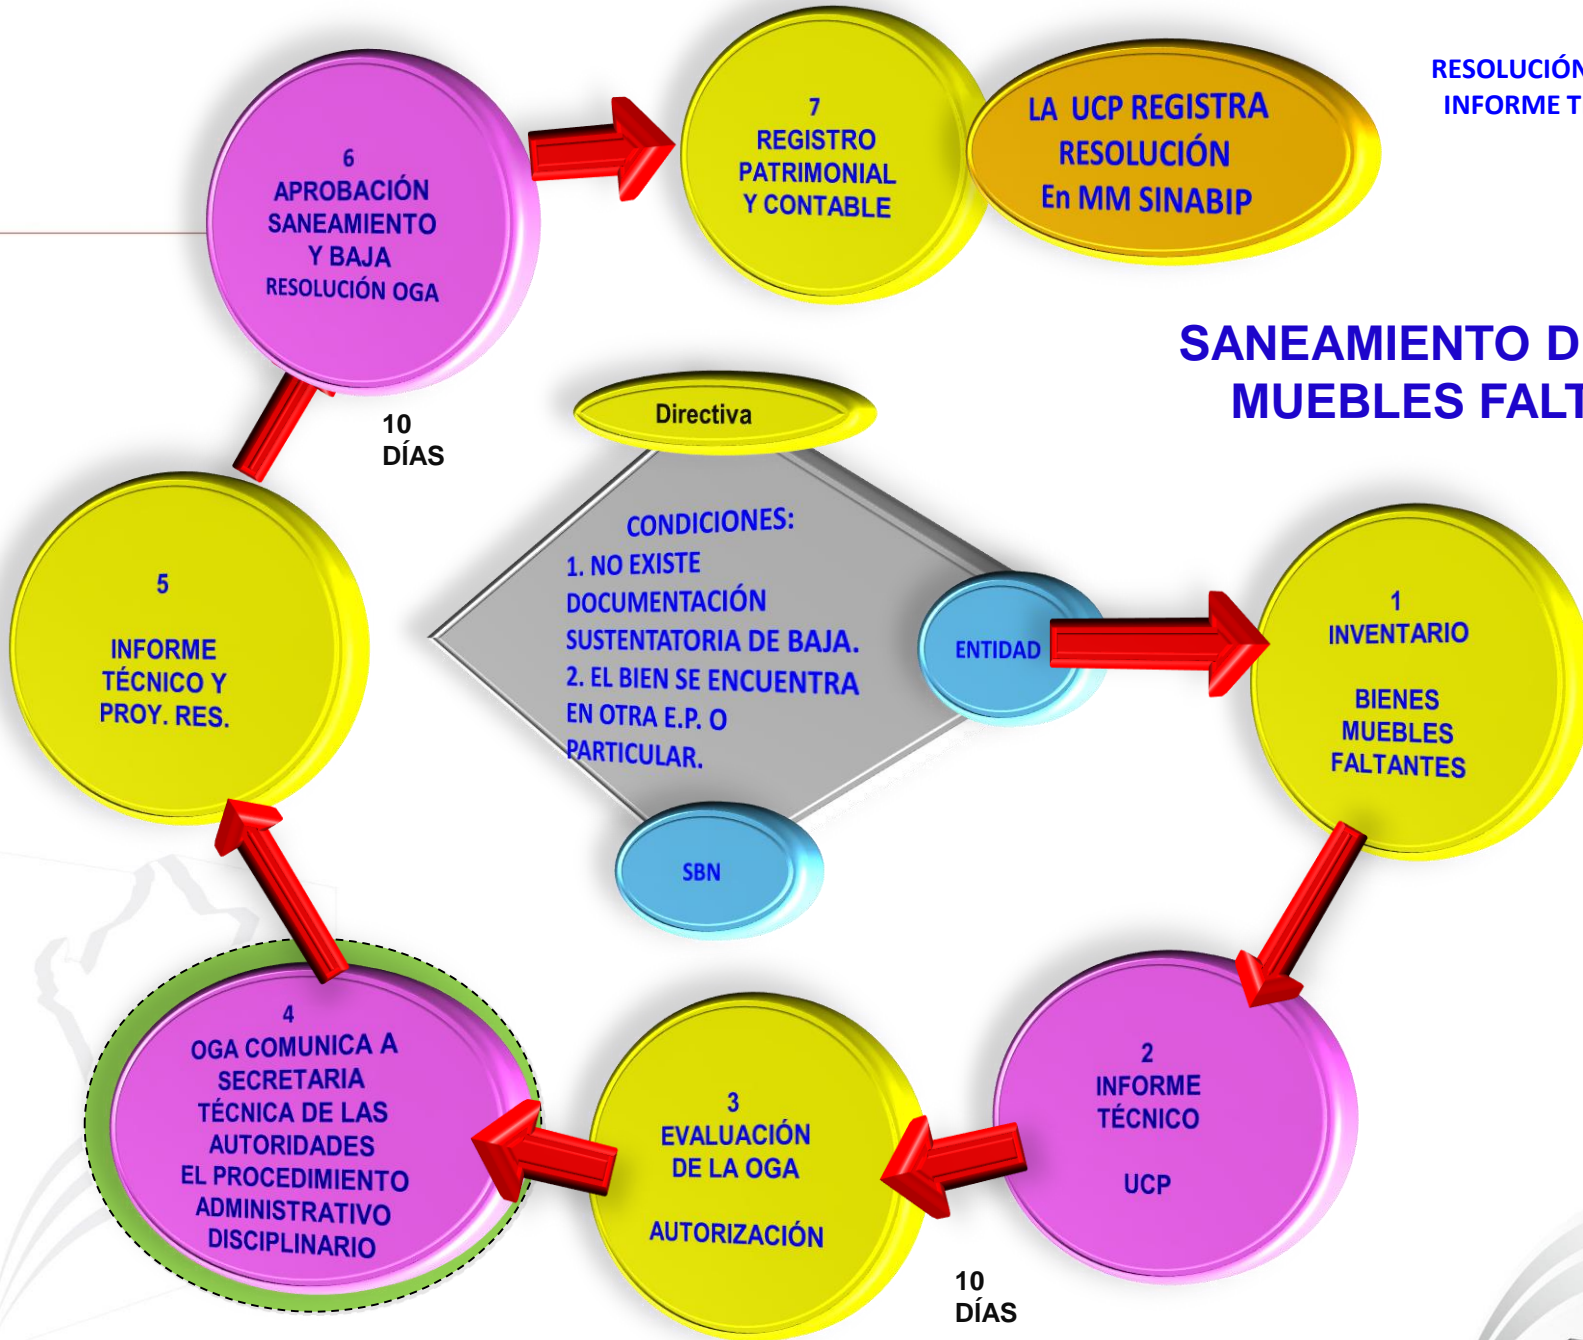 RESOLUCIÓN
INFORME T
6
APROBACIÓN
SANEAMIENTO
Y BAJA
RESOLUCIÓN OGA
7
REGISTRO
PATRIMONIAL
Y CONTABLE
LA UCP REGISTRA
RESOLUCIÓN
En MM SINABIP
SANEAMIENTO D
MUEBLES FALT
10
DÍAS
Directiva
CONDICIONES:
1. NO EXISTE
DOCUMENTACIÓN
SUSTENTATORIA DE BAJA.
2. EL BIEN SE ENCUENTRA
EN OTRA E.P. O
PARTICULAR.
ENTIDAD
SBN
1
INVENTARIO
BIENES
MUEBLES
FALTANTES
5
INFORME
TÉCNICO Y
PROY. RES.
2
INFORME
TÉCNICO
UCP
3
EVALUACIÓN
DE LA OGA
AUTORIZACIÓN
10
DÍAS
4
OGA COMUNICA A
SECRETARIA
TÉCNICA DE LAS
AUTORIDADES
EL PROCEDIMIENTO
ADMINISTRATIVO
DISCIPLINARIO